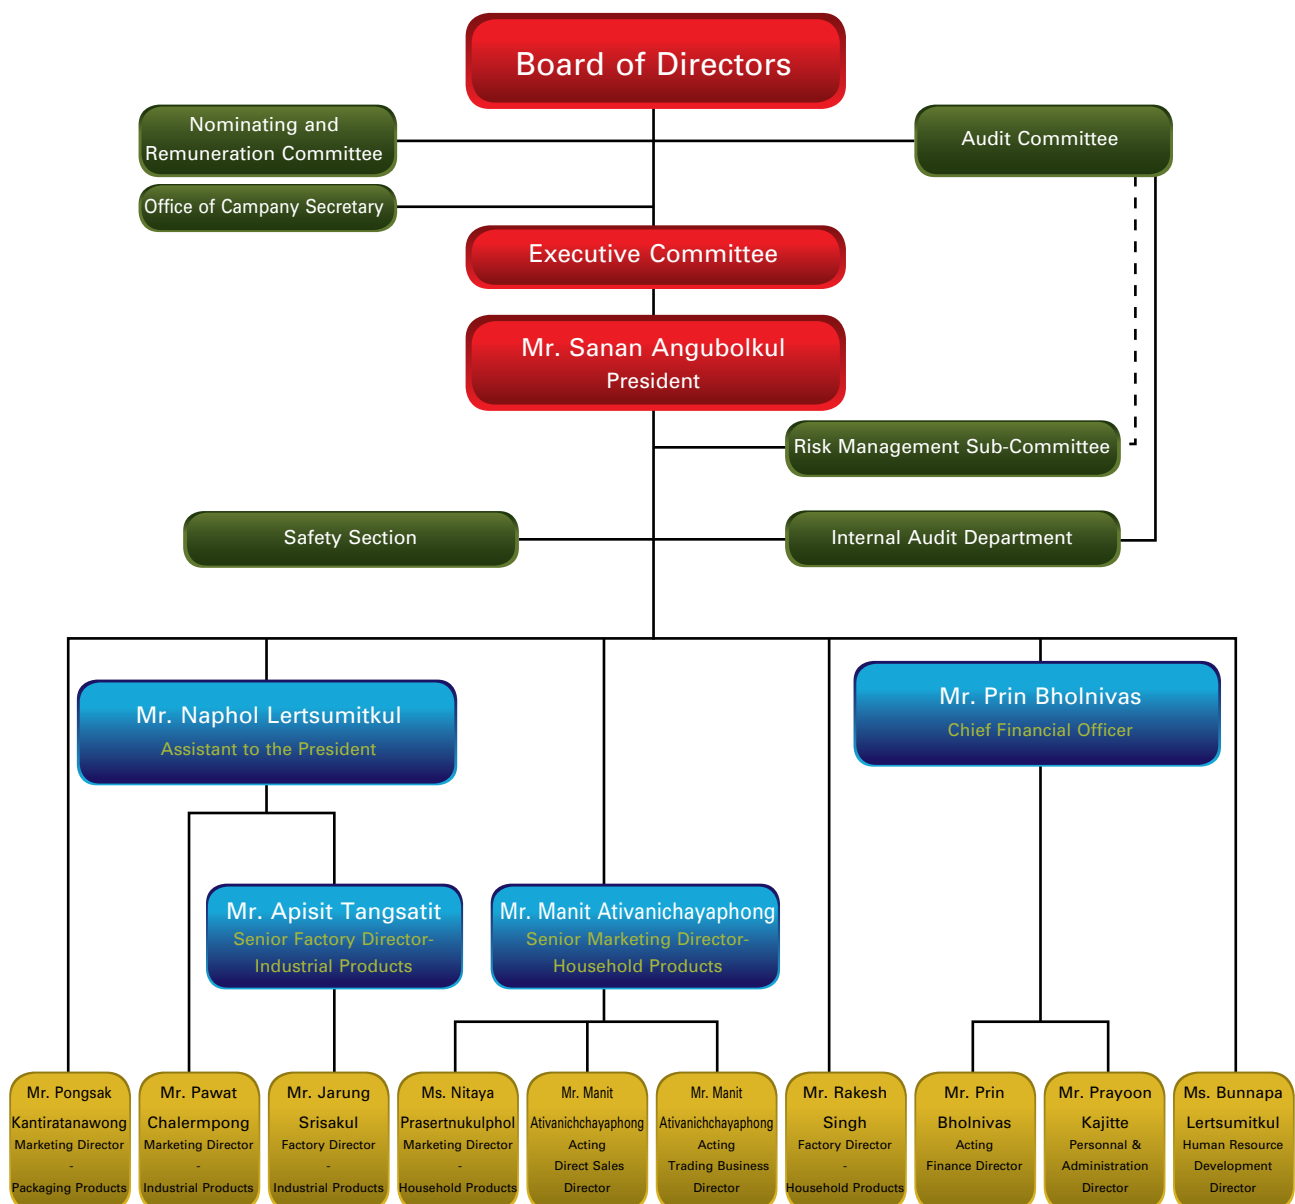 Board of Directors
Nominating and
Remuneration Committee
Audit Committee
Office of Campany Secretary
Executive Committee
Mr. Sanan Angubolkul
President
Risk Management Sub-Committee
Safety Section
Internal Audit Department
Mr. Naphol Lertsumitkul
Assistant to the President
Mr. Prin Bholnivas
Chief Financial Officer
Mr. Apisit Tangsatit
Senior Factory Director-
Industrial Products
Mr. Manit Ativanichayaphong
Senior Marketing Director-
Household Products
Mr. Pongsak
Kantiratanawong
Marketing Director
-
Packaging Products
Mr. Pawat
Chalermpong
Marketing Director
-
Industrial Products
Mr. Jarung
Srisakul
Factory Director
-
Industrial Products
Ms. Nitaya
Prasertnukulphol
Marketing Director
-
Household Products
Mr. Manit
Ativanichchayaphong
Acting
Direct Sales
Director
Mr. Manit
Ativanichchayaphong
Acting
Trading Business
Director
Mr. Rakesh
Singh
Factory Director
-
Household Products
Mr. Prin
Bholnivas
Acting
Finance Director
Mr. Prayoon
Kajitte
Personnal &
Administration
Director
Ms. Bunnapa
Lertsumitkul
Human Resource
Development
Director